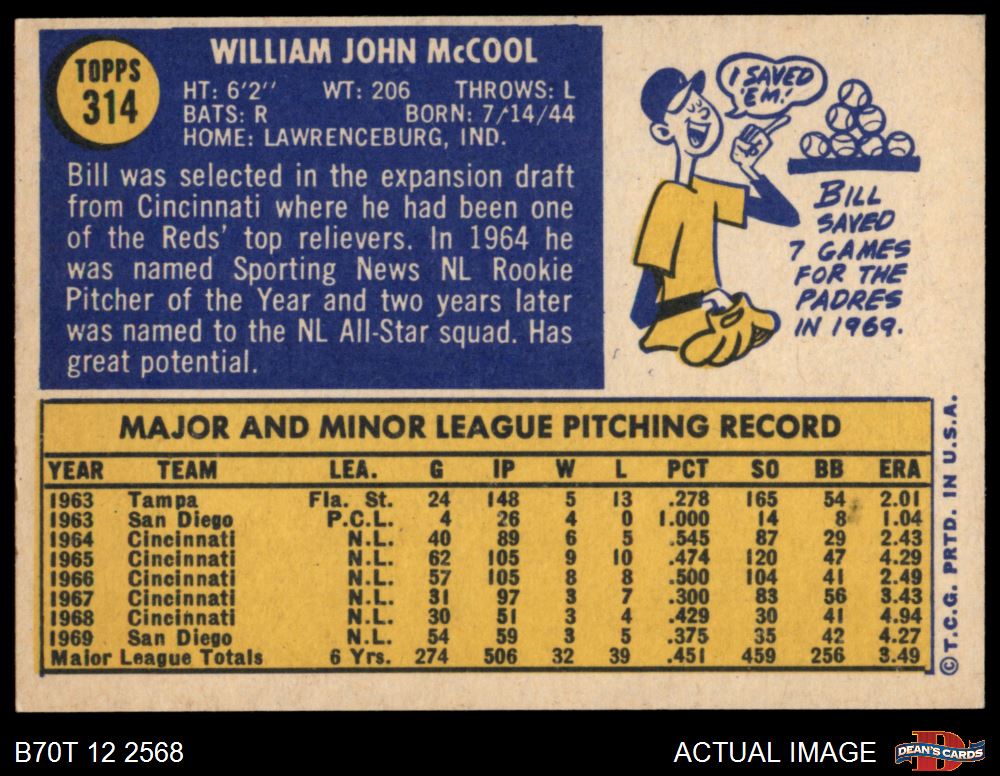 TOPPS
314
WILLIAM JOHN McCOOL
HT: 6'2" WT: 206 THROWS: L
BATS: R BORN: 7/14/44
HOME: LAWRENCEBURG, IND.
Bill was selected in the expansion draft
from Cincinnati where he had been one
of the Reds' top relievers. In 1964 he
was named Sporting News NL Rookie
Pitcher of the Year and two years later
was named to the NL All-Star squad. Has
great potential.
I SAVED
'EM!
BILL
SAVED
7 GAMES
FOR THE
PADRES
IN 1969.
MAJOR AND MINOR LEAGUE PITCHING RECORD
YEAR TEAM LEA. G IP W L PCT SO BB ERA
1963 Tampa Fla. St. 24 148 5 13 .278 165 54 2.01
1963 San Diego P.C.L. 4 26 4 0 1.000 14 8 1.04
1964 Cincinnati N.L. 40 89 6 5 .545 87 29 2.43
1965 Cincinnati N.L. 62 105 9 10 .474 120 47 4.29
1966 Cincinnati N.L. 57 105 8 8 .500 104 41 2.49
1967 Cincinnati N.L. 31 97 3 7 .300 83 56 3.43
1968 Cincinnati N.L. 30 51 3 4 .429 30 41 4.94
1969 San Diego N.L. 54 59 3 5 .375 35 42 4.27
Major League Totals 6 Yrs. 274 506 32 39 .451 459 256 3.49
©T.C.G. PRTD. IN U.S.A.
B70T 12 2568
ACTUAL IMAGE
D
DEAN'S CARDS